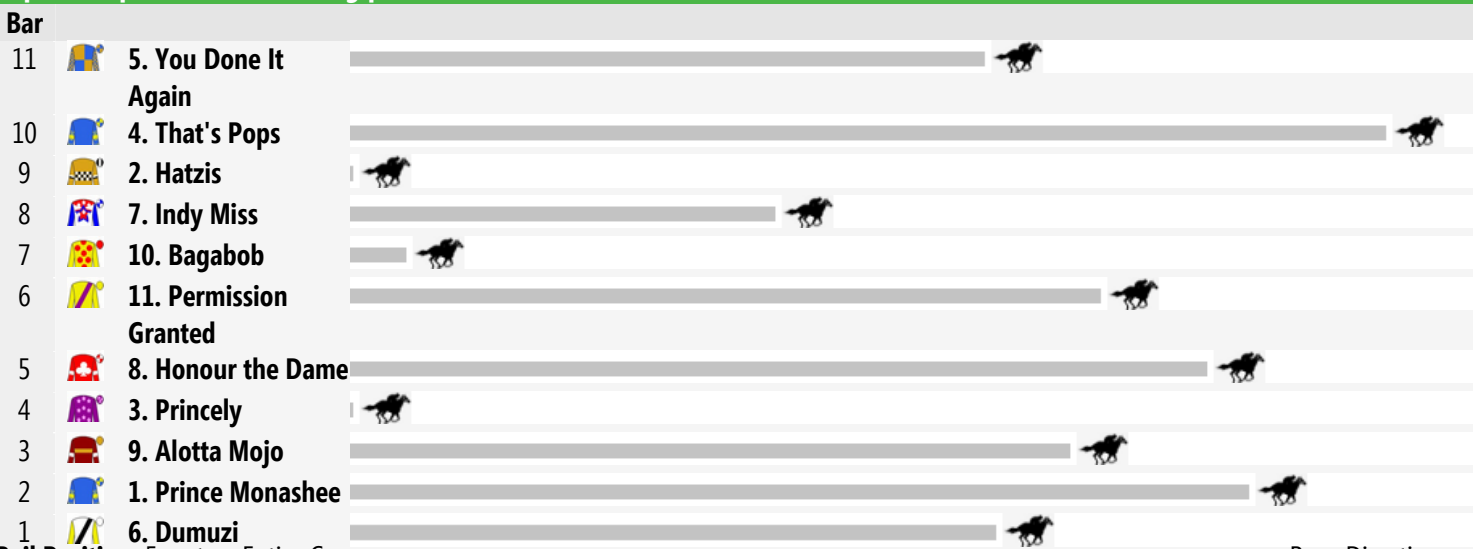 Bar
11 5. You Done It
Again
10 4. That's Pops
9 2. Hatzis
8 7. Indy Miss
7 10. Bagabob
6 11. Permission
Granted
5 8. Honour the Dame
4 3. Princely
3 9. Alotta Mojo
2 1. Prince Monashee
1 6. Dumuzi